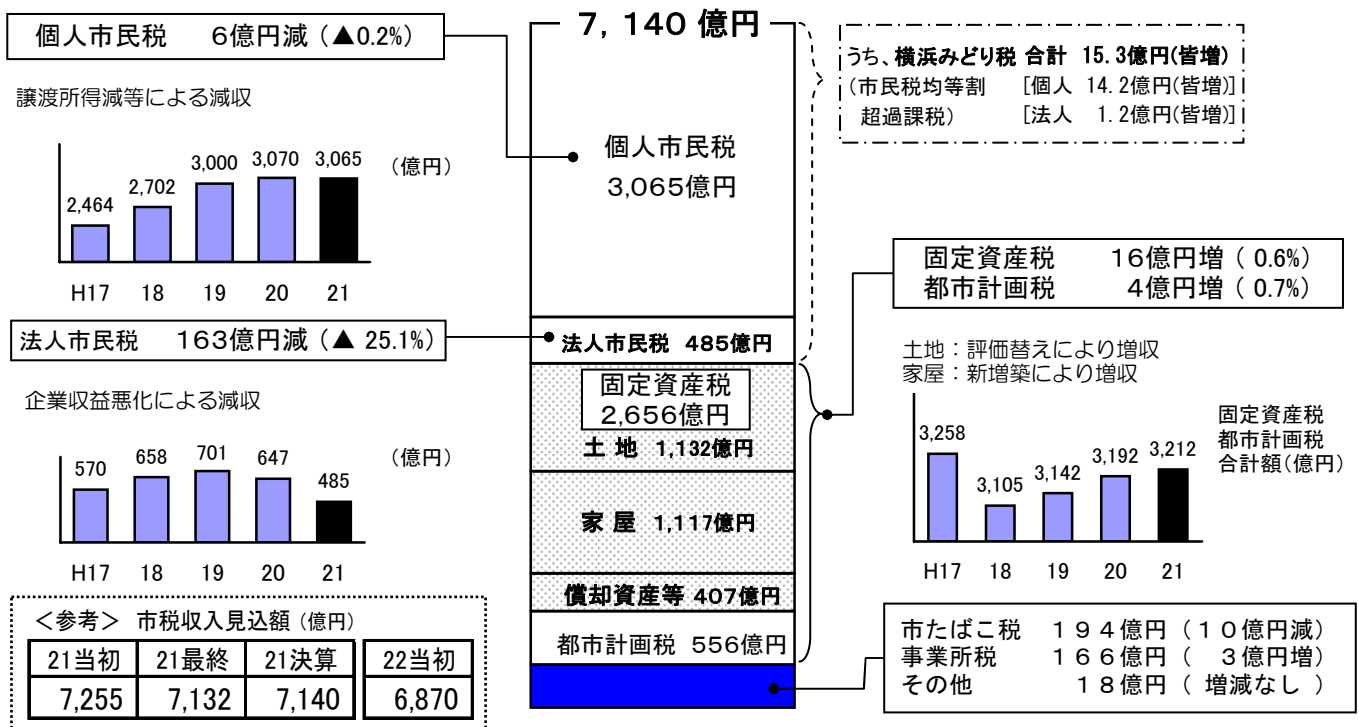 7,140 億円
個人市民税 6億円減 (▲0.2%)
譲渡所得減等による減収
(億円)
2,464 2,702 3,000 3,070 3,065
H17 18 19 20 21
法人市民税 163億円減 (▲ 25.1%)
企業収益悪化による減収
(億円)
570 658 701 647 485
H17 18 19 20 21
<参考> 市税収入見込額 (億円)
21当初 21最終 21決算 22当初
7,255 7,132 7,140 6,870
個人市民税
3,065億円
法人市民税 485億円
固定資産税
2,656億円
土 地 1,132億円
家 屋 1,117億円
償却資産等 407億円
都市計画税 556億円
うち、横浜みどり税 合計 15.3億円(皆増)
(市民税均等割 [個人 14.2億円(皆増)]
超過課税) [法人 1.2億円(皆増)]
固定資産税 16億円増 ( 0.6%)
都市計画税 4億円増 ( 0.7%)
土地:評価替えにより増収
家屋:新増築により増収
固定資産税
都市計画税
合計額(億円)
3,258 3,105 3,142 3,192 3,212
H17 18 19 20 21
市たばこ税 194億円 (10億円減)
事業所税 166億円 ( 3億円増)
その他 18億円 ( 増減なし )